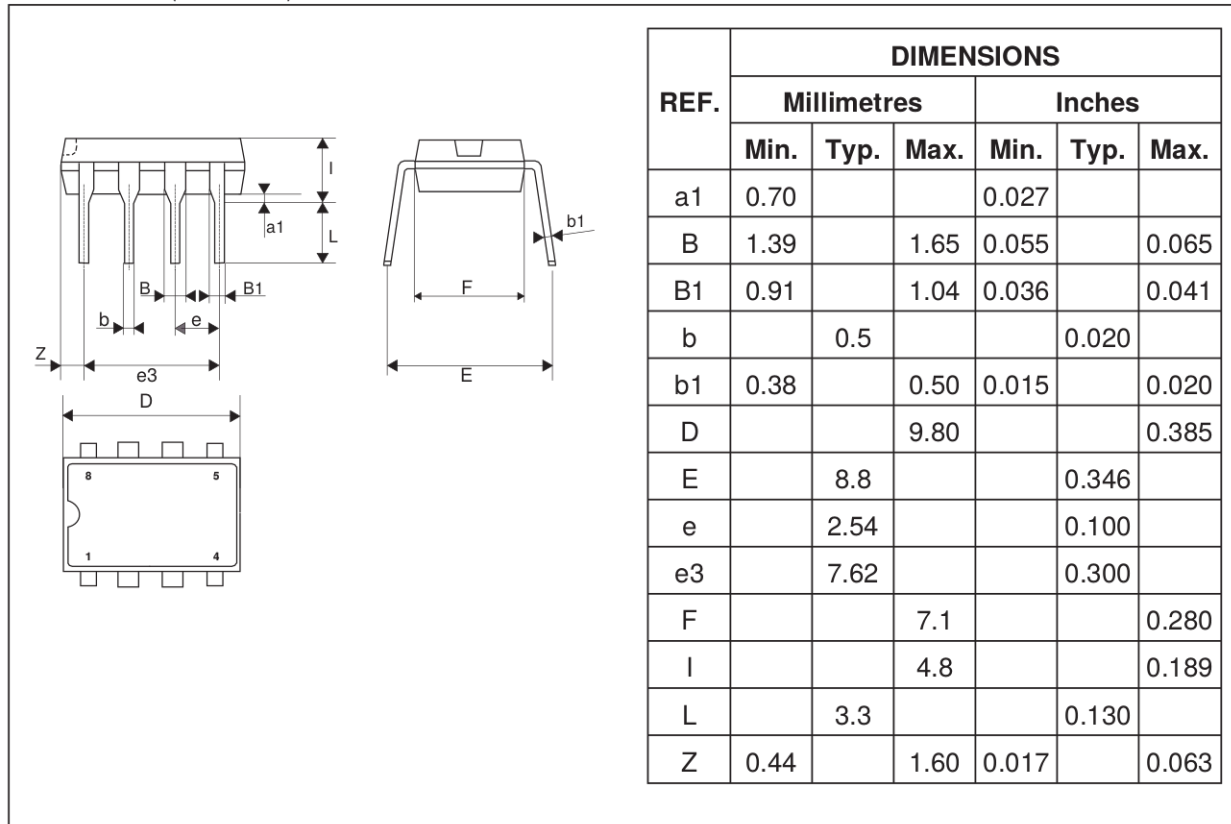 I
a1
L
b1
B
B1
F
b
e
Z
e3
E
D
8 5
1 4
REF. DIMENSIONS
Millimetres Inches
Min. Typ. Max. Min. Typ. Max.
a1 0.70 0.027
B 1.39 1.65 0.055 0.065
B1 0.91 1.04 0.036 0.041
b 0.5 0.020
b1 0.38 0.50 0.015 0.020
D 9.80 0.385
E 8.8 0.346
e 2.54 0.100
e3 7.62 0.300
F 7.1 0.280
I 4.8 0.189
L 3.3 0.130
Z 0.44 1.60 0.017 0.063